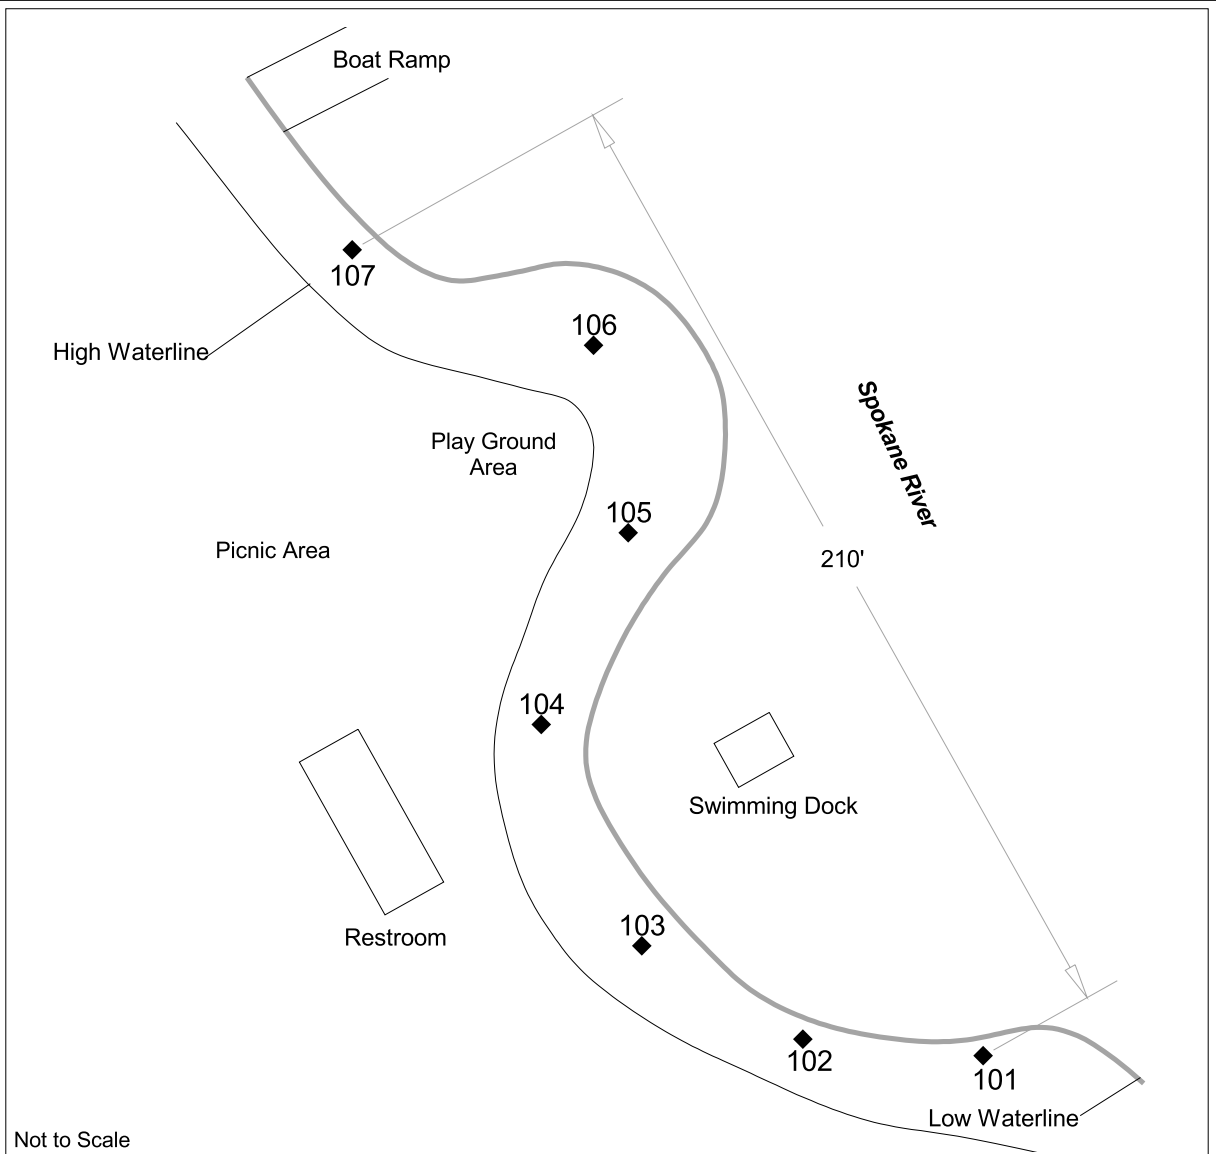 Boat Ramp
107
106
High Waterline
Spokane River
Play Ground
Area
105
Picnic Area
210'
104
Swimming Dock
103
Restroom
102
101
Low Waterline
Not to Scale